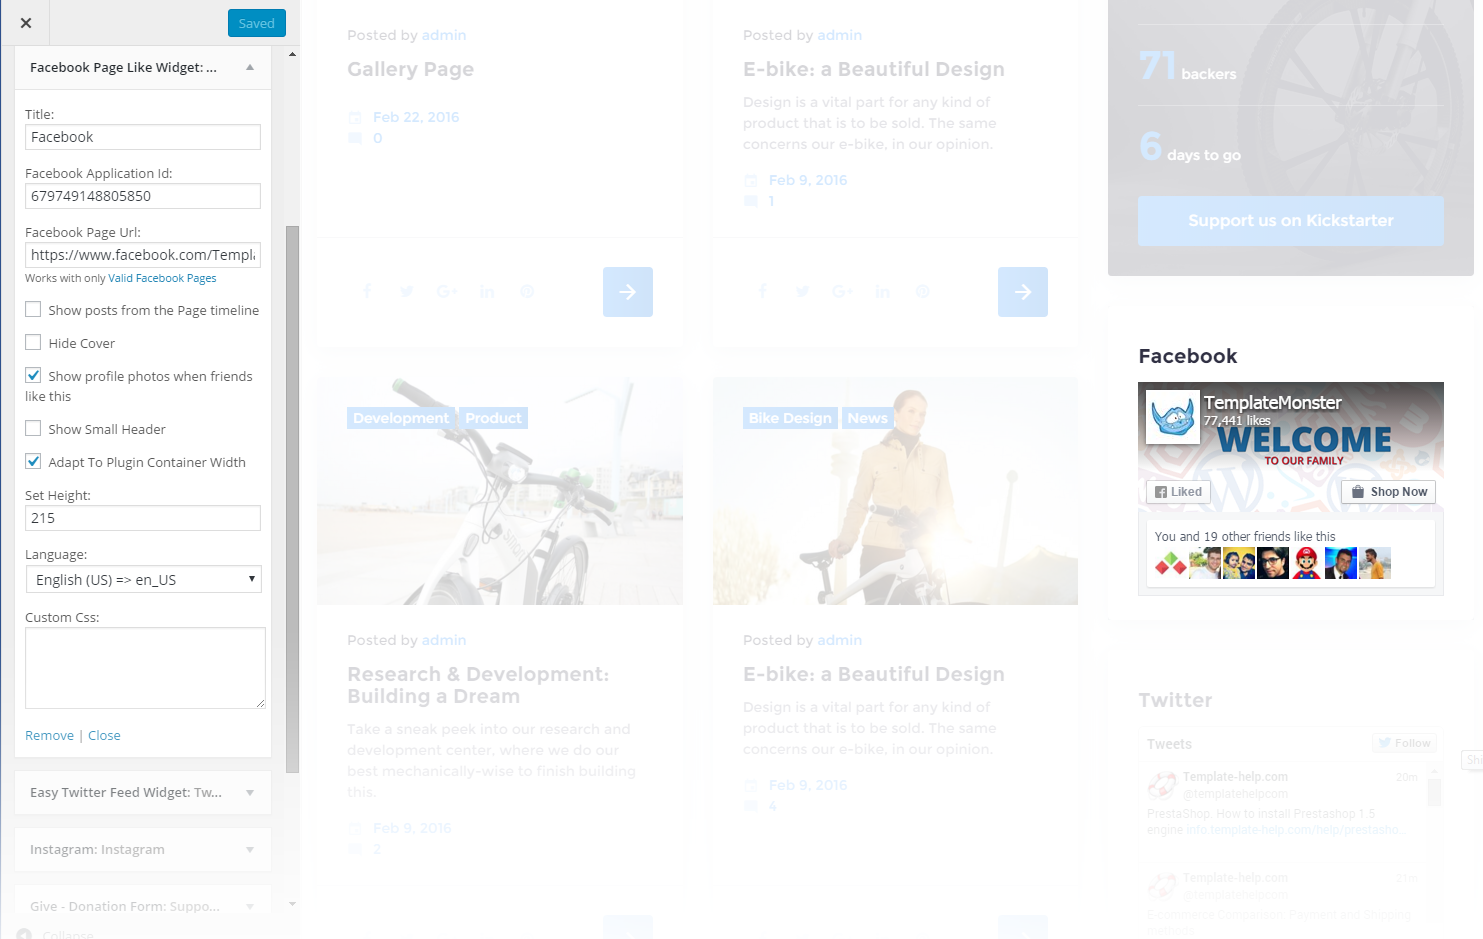 Saved
Facebook Page Like Widget: ...
Title:
Facebook
Facebook Application Id:
679749148805850
Facebook Page Url:
https://www.facebook.com/Templa
Works with only Valid Facebook Pages
Show posts from the Page timeline
Hide Cover
Show profile photos when friends
like this
Show Small Header
Adapt To Plugin Container Width
Set Height:
215
Language:
English (US) => en_US
Custom Css:
Remove | Close
Easy Twitter Feed Widget: Tw...
Instagram: Instagram
Give - Donation Form: Suppo...
Collapse
Posted by admin
Gallery Page
Feb 22, 2016
0
Posted by admin
E-bike: a Beautiful Design
Design is a vital part for any kind of
product that is to be sold. The same
concerns our e-bike, in our opinion.
Feb 9, 2016
1
Development Product
Posted by admin
Research & Development:
Building a Dream
Take a sneak peek into our research and
development center, where we do our
best mechanically-wise to finish building
this.
Feb 9, 2016
2
Bike Design News
Posted by admin
E-bike: a Beautiful Design
Design is a vital part for any kind of
product that is to be sold. The same
concerns our e-bike, in our opinion.
Feb 9, 2016
4
71 backers
6 days to go
Support us on Kickstarter
Facebook
TemplateMonster
77,441 likes
WELCOME
TO OUR FAMILY
Liked
Shop Now
You and 19 other friends like this
Twitter
Tweets
Follow
Shi
Template-help.com 20m
@templatehelpcom
PrestaShop. How to install Prestashop 1.5
engine info.template-help.com/help/prestasho...
Template-help.com 21m
@templatehelpcom
E-commerce Comparison: Payment and Shipping
methods